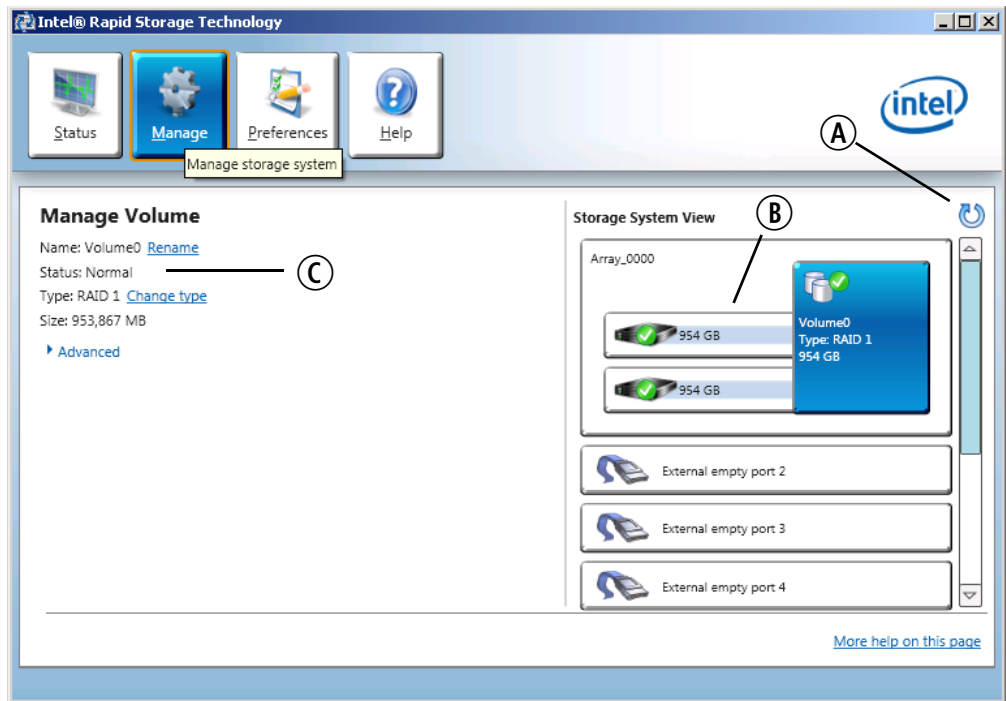 Intel® Rapid Storage Technology
Status
Manage
Preferences
Help
Manage storage system
intel
A
Manage Volume
Name: Volume0 Rename
Status: Normal
Type: RAID 1 Change type
Size: 953,867 MB
Advanced
C
Storage System View
B
Array_0000
954 GB
954 GB
Volume0
Type: RAID 1
954 GB
External empty port 2
External empty port 3
External empty port 4
More help on this page